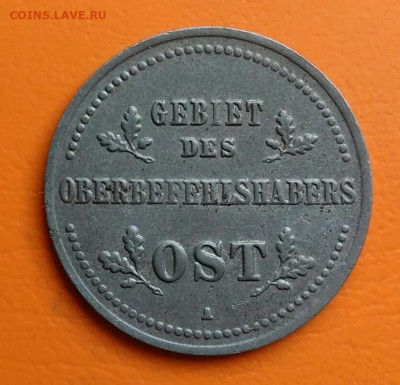 COINS.LAVE.RU
GEBIET
DES
OBERBEFEHLSHABERS
OST
A